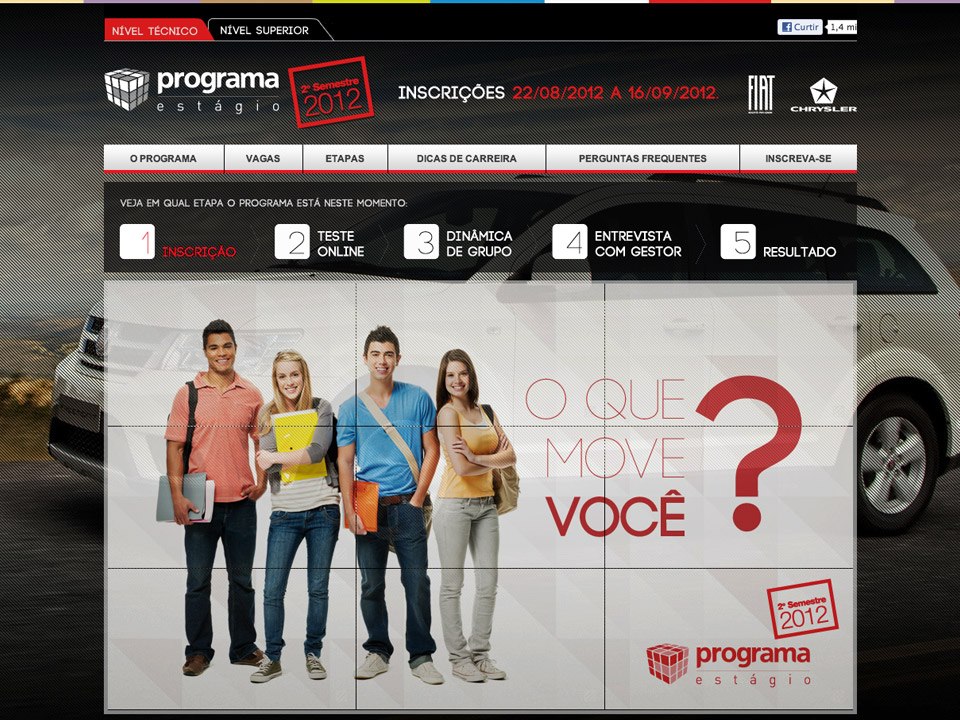 NÍVEL TÉCNICO
NÍVEL SUPERIOR
Curtir
1,4 mi
programa
estágio
2º Semestre
2012
INSCRIÇÕES 22/08/2012 A 16/09/2012.
FIAT
CHRYSLER
O PROGRAMA
VAGAS
ETAPAS
DICAS DE CARREIRA
PERGUNTAS FREQUENTES
INSCREVA-SE
VEJA EM QUAL ETAPA O PROGRAMA ESTÁ NESTE MOMENTO:
1 INSCRIÇÃO
2 TESTE
ONLINE
3 DINÂMICA
DE GRUPO
4 ENTREVISTA
COM GESTOR
5 RESULTADO
O QUE
MOVE
VOCÊ
?
2º Semestre
2012
programa
estágio